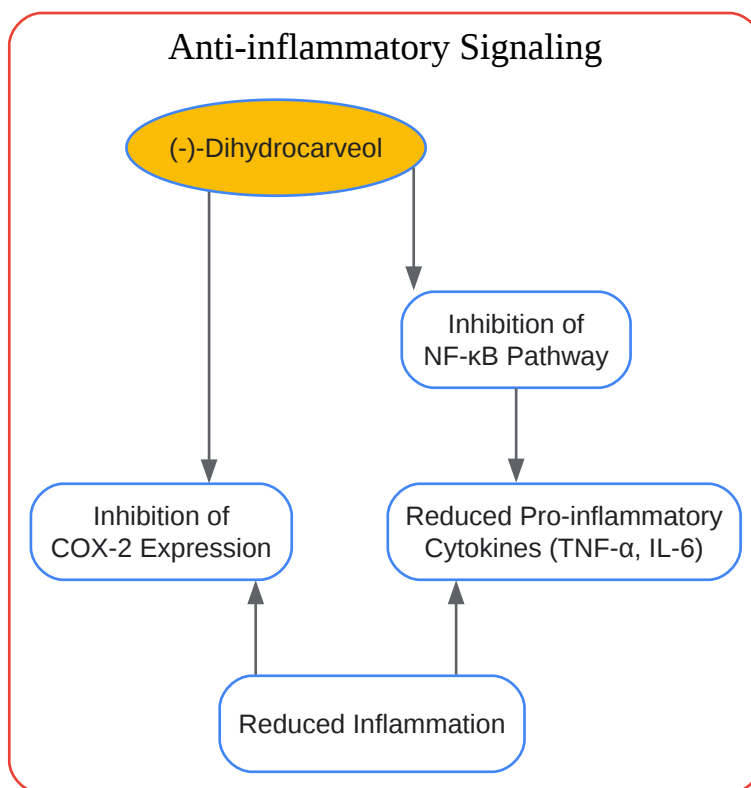 Anti-inflammatory Signaling
(-)-Dihydrocarveol
Inhibition of
NF-κB Pathway
Inhibition of
COX-2 Expression
Reduced Pro-inflammatory
Cytokines (TNF-α, IL-6)
Reduced Inflammation